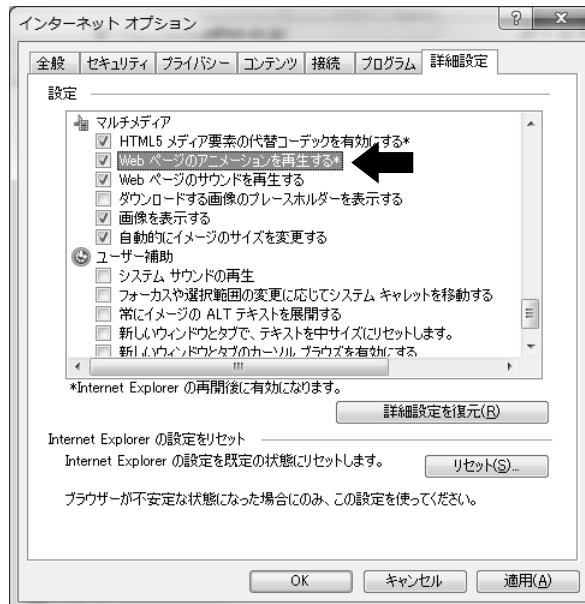 インターネット オプション
全般 セキュリティ プライバシー コンテンツ 接続 プログラム 詳細設定
設定
マルチメディア
HTML5 メディア要素の代替コーデックを有効にする*
Web ページのアニメーションを再生する*
Web ページのサウンドを再生する
ダウンロードする画像のプレースホルダーを表示する
画像を表示する
自動的にイメージのサイズを変更する
ユーザー補助
システム サウンドの再生
フォーカスや選択範囲の変更に応じてシステム キャレットを移動する
常にイメージの ALT テキストを展開する
新しいウィンドウとタブで、テキストを中サイズにリセットします。
新しいウィンドウとタブのカーソル ブラウズを有効にする
*Internet Explorer の再開後に有効になります。
詳細設定を復元(R)
Internet Explorer の設定をリセット
Internet Explorer の設定を既定の状態にリセットします。
リセット(S)...
ブラウザーが不安定な状態になった場合にのみ、この設定を使ってください。
OK キャンセル 適用(A)